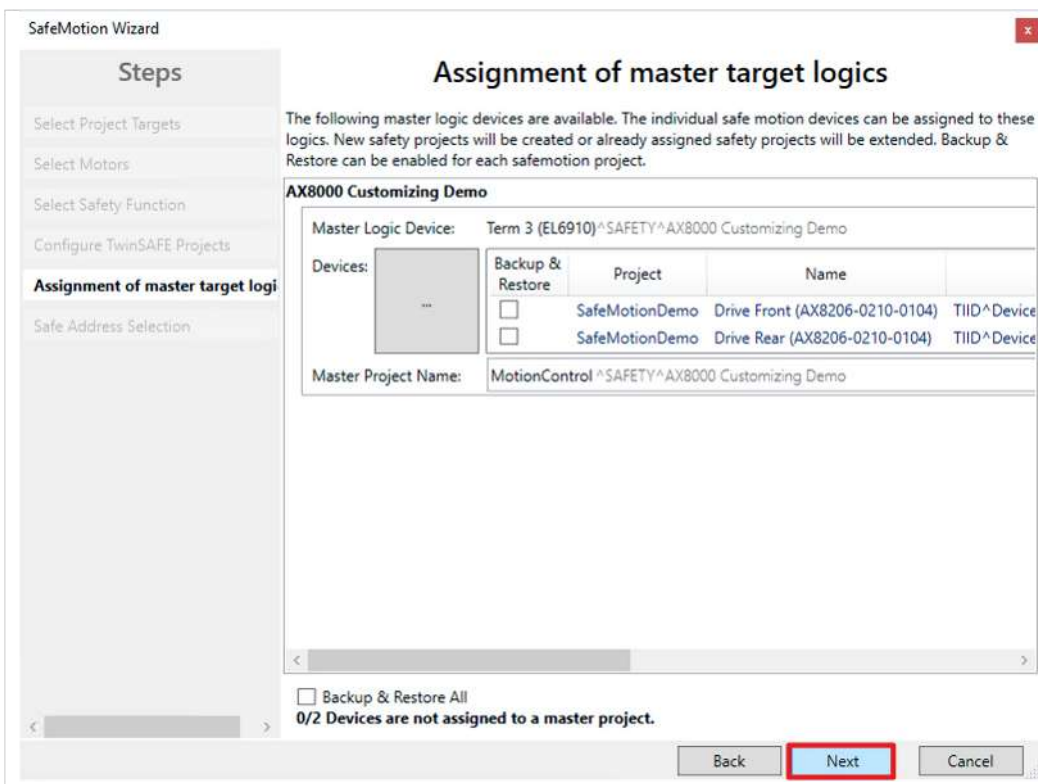 SafeMotion Wizard
x
Steps
Select Project Targets
Select Motors
Select Safety Function
Configure TwinSAFE Projects
Assignment of master target logi
Safe Address Selection
Assignment of master target logics
The following master logic devices are available. The individual safe motion devices can be assigned to these
logics. New safety projects will be created or already assigned safety projects will be extended. Backup &
Restore can be enabled for each safemotion project.
AX8000 Customizing Demo
Master Logic Device: Term 3 (EL6910)^SAFETY^AX8000 Customizing Demo
Devices:
...
Backup &
Restore
Project Name
SafeMotionDemo Drive Front (AX8206-0210-0104) TIID^Device
SafeMotionDemo Drive Rear (AX8206-0210-0104) TIID^Device
Master Project Name: MotionControl ^SAFETY^AX8000 Customizing Demo
Backup & Restore All
0/2 Devices are not assigned to a master project.
Back Next Cancel